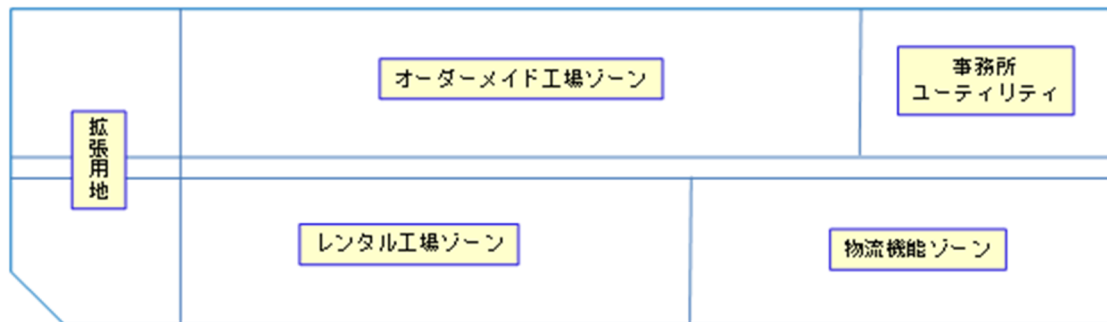 オーダーメイド工場ゾーン
事務所
ユーティリティ
拡張用地
レンタル工場ゾーン
物流機能ゾーン